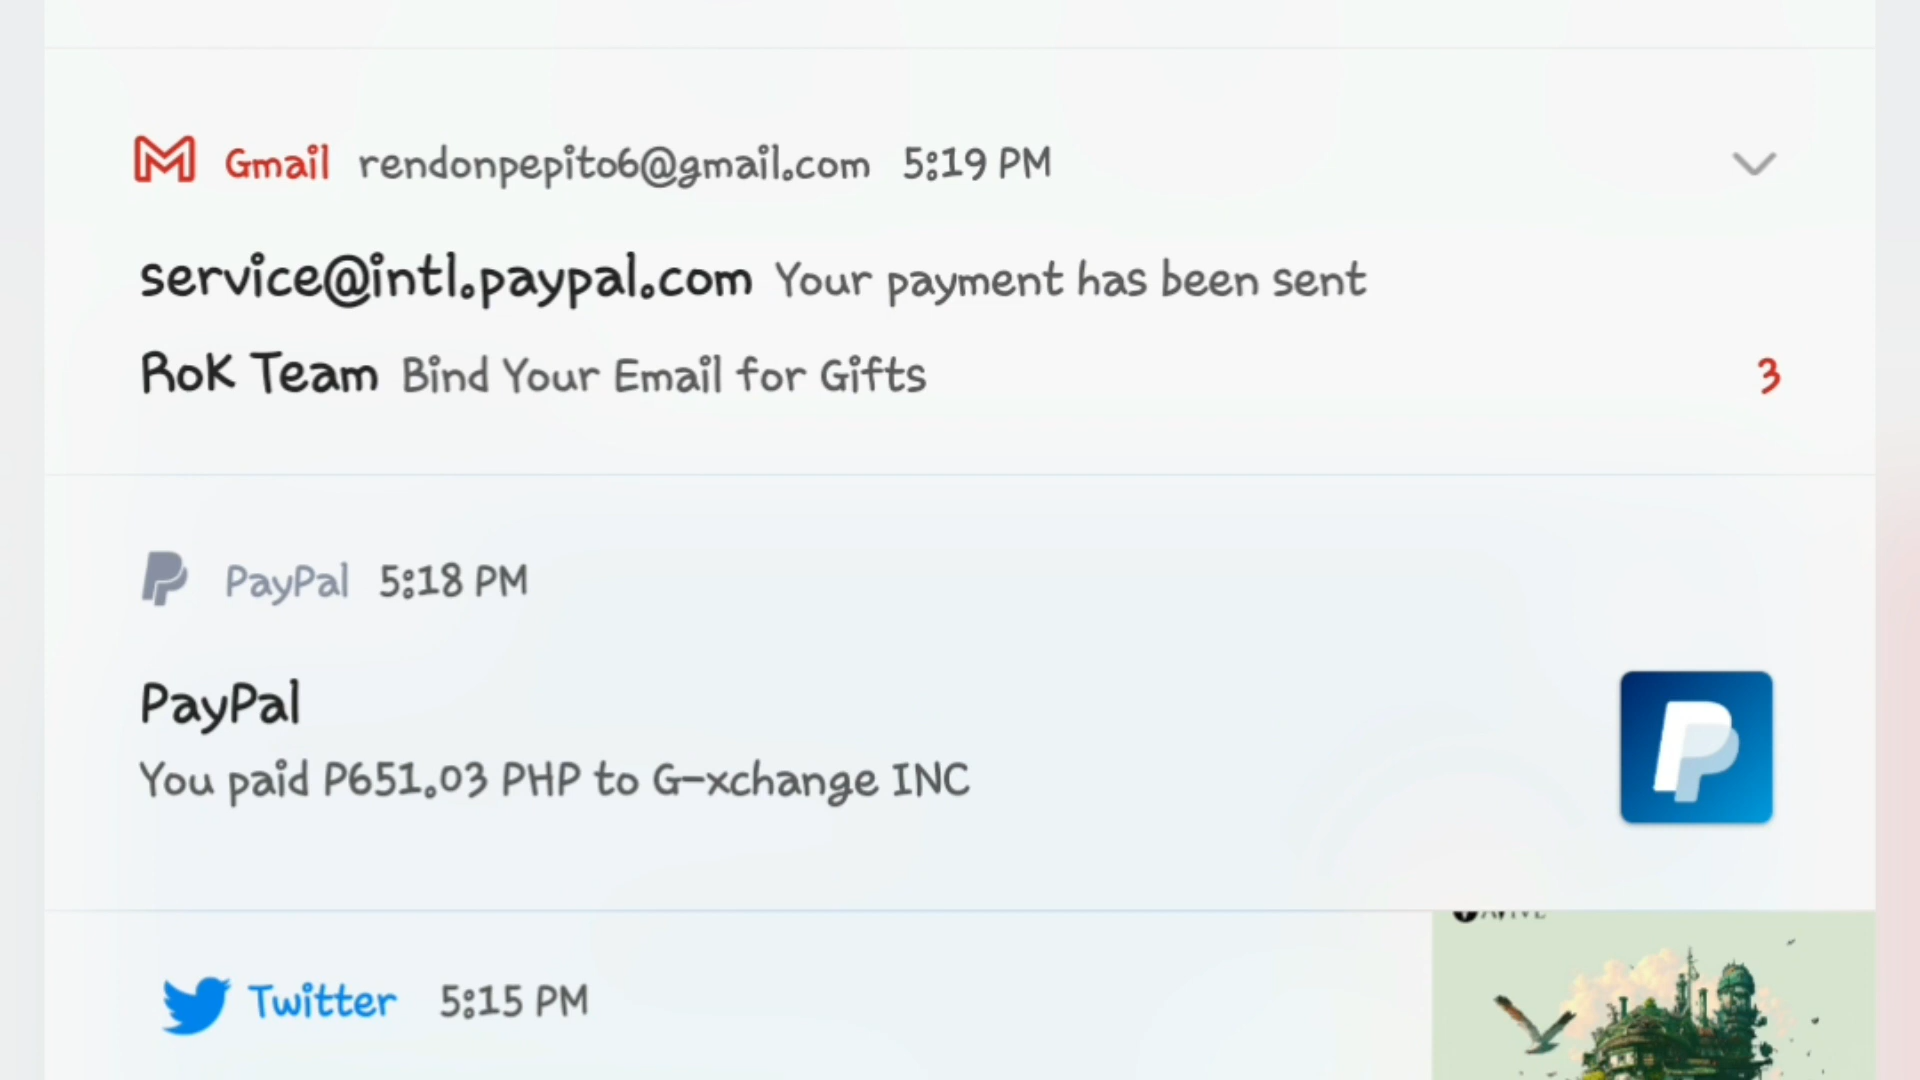 Gmail rendonpepito6@gmail.com 5:19 PM
service@intl.paypal.com Your payment has been sent
RoK Team Bind Your Email for Gifts 3
PayPal 5:18 PM
PayPal
You paid P651.03 PHP to G-xchange INC
Twitter 5:15 PM